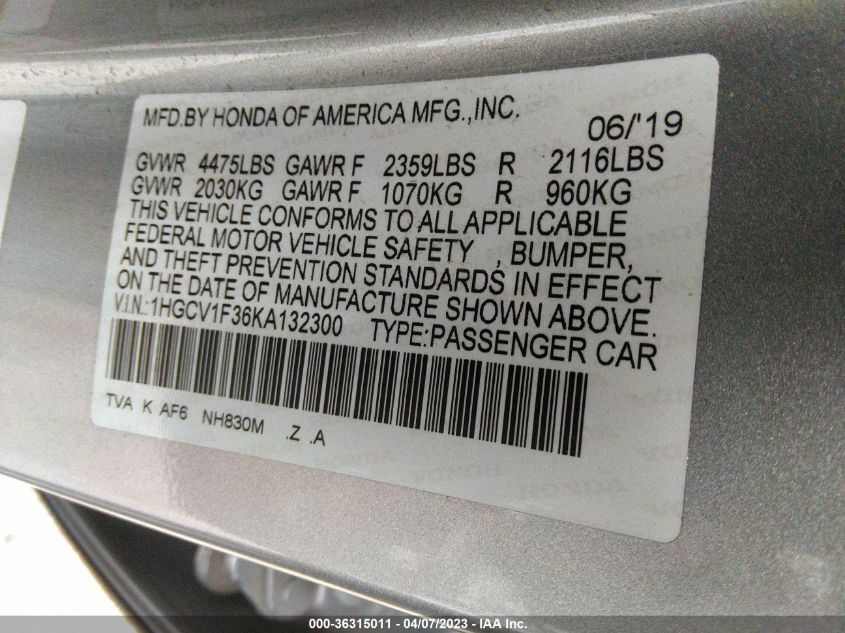 MFD.BY HONDA OF AMERICA MFG.,INC.
06/'19
GVWR 4475LBS GAWR F 2359LBS R 2116LBS
GVWR 2030KG GAWR F 1070KG R 960KG
THIS VEHICLE CONFORMS TO ALL APPLICABLE
FEDERAL MOTOR VEHICLE SAFETY , BUMPER,
AND THEFT PREVENTION STANDARDS IN EFFECT
ON THE DATE OF MANUFACTURE SHOWN ABOVE.
V.I.N.:1HGCV1F36KA132300 TYPE:PASSENGER CAR
TVA K AF6 NH830M .Z .A
000-36315011 - 04/07/2023 - IAAI.COM